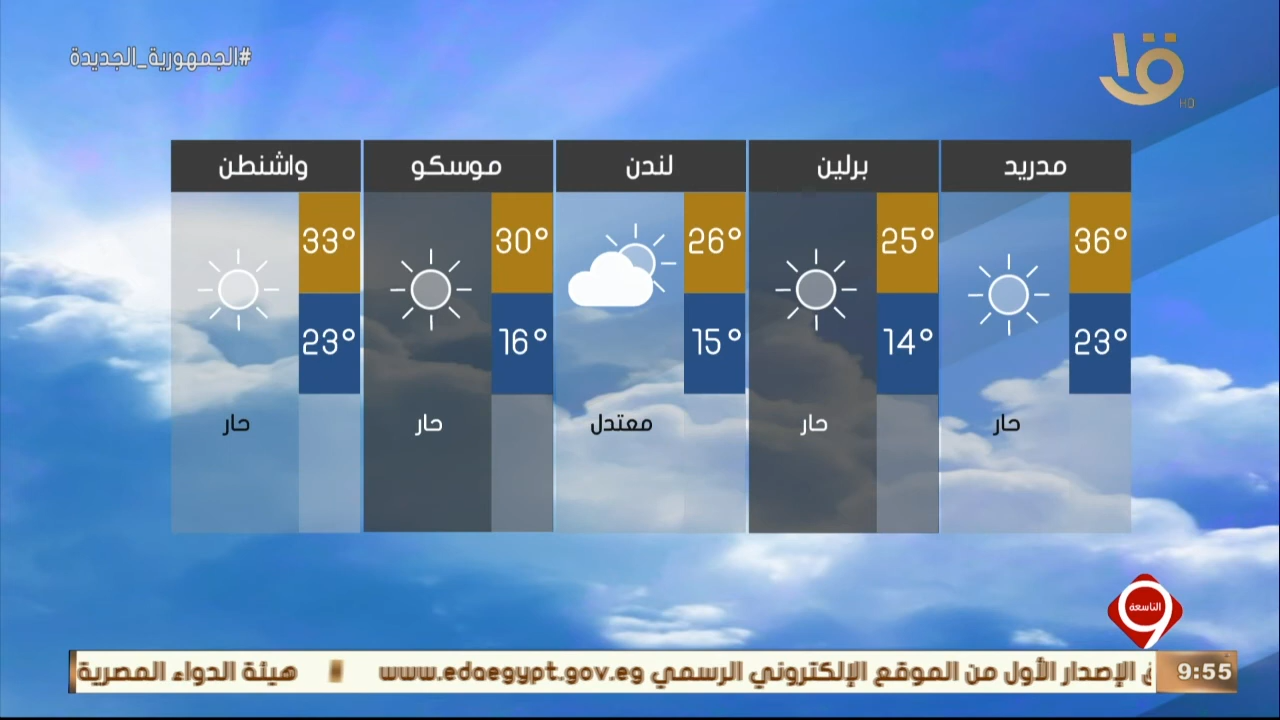 #الجمهورية_الجديدة
HD
مدريد
36°
23°
حار
برلين
25°
14°
حار
لندن
26°
15°
معتدل
موسكو
30°
16°
حار
واشنطن
33°
23°
حار
التاسعة
9
9:55
الإصدار الأول من الموقع الإلكتروني الرسمي www.edaegypt.gov.eg
هيئة الدواء المصرية